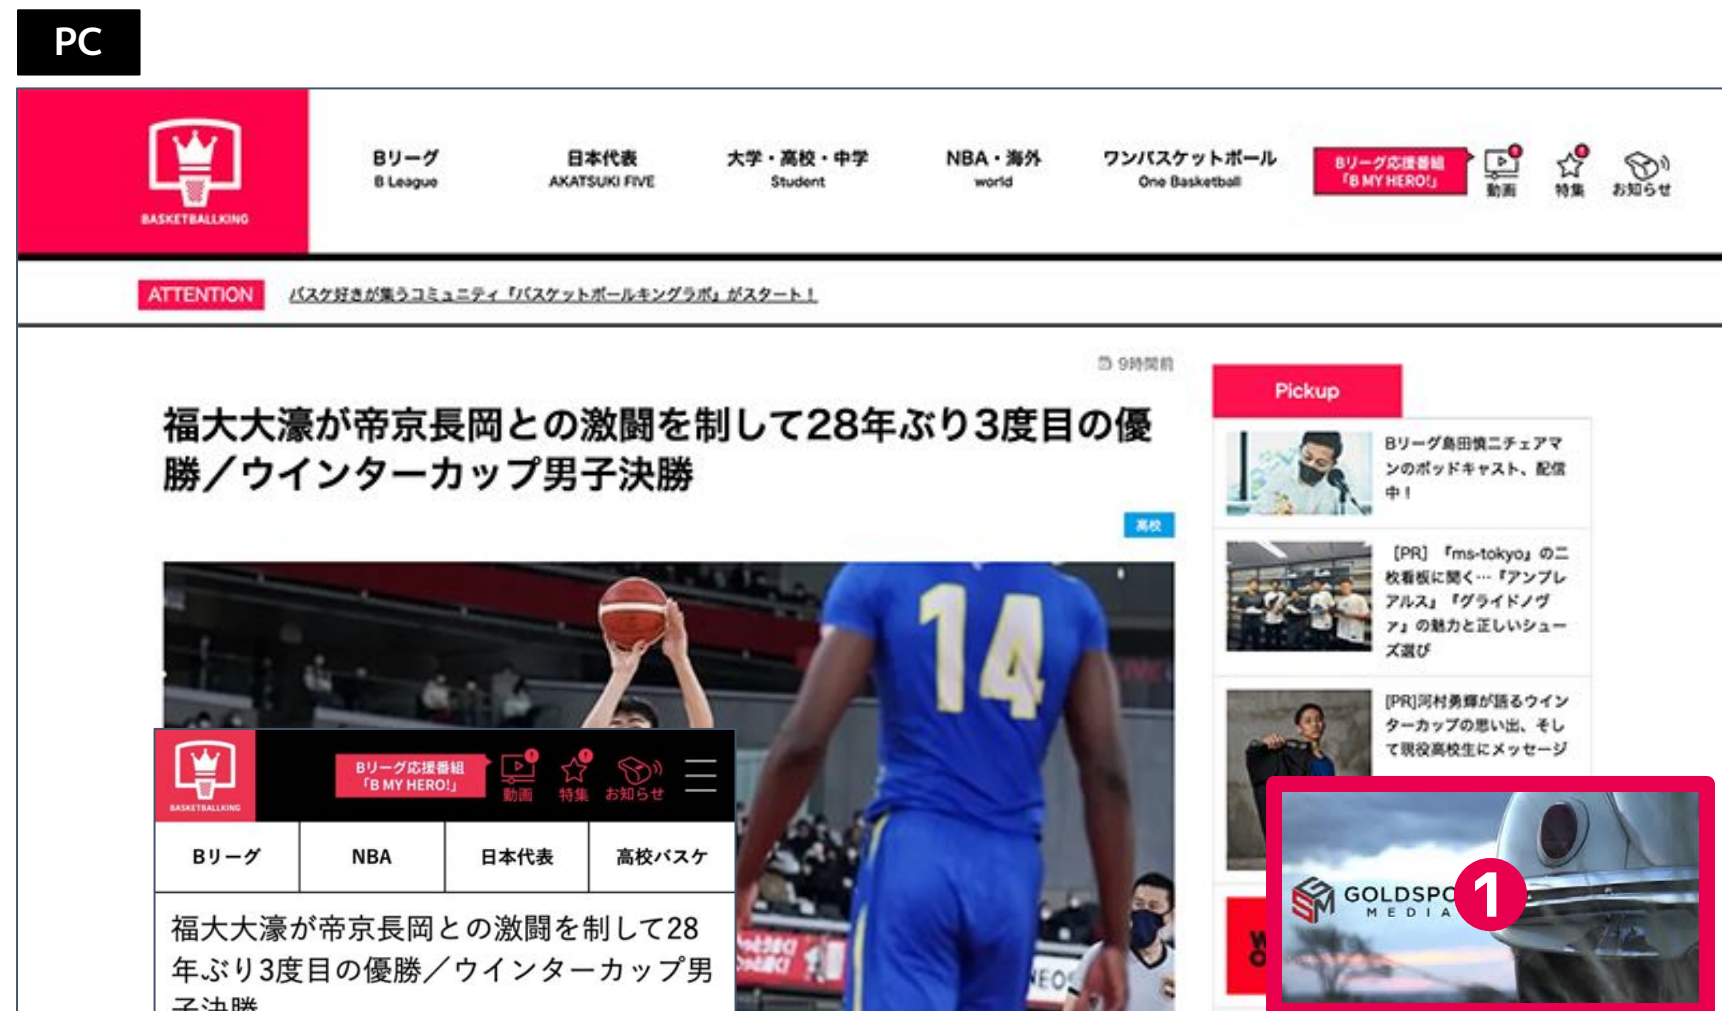 PC
BASKETBALLKING
Bリーグ
B League
日本代表
AKATSUKI FIVE
大学・高校・中学
Student
NBA・海外
world
ワンバスケットボール
One Basketball
Bリーグ応援番組
「B MY HERO!」
動画
特集
お知らせ
ATTENTION
バスケ好きが集うコミュニティ『バスケットボールキングラボ』がスタート！
9時間前
福大大濠が帝京長岡との激闘を制して28年ぶり3度目の優
勝／ウインターカップ男子決勝
高校
Pickup
Bリーグ島田慎二チェアマ
ンのポッドキャスト、配信
中！
［PR］『ms-tokyo』の二
枚看板に聞く…『アンプレ
アルス』『グライドノヴ
ァ』の魅力と正しいシュー
ズ選び
[PR]河村勇輝が語るウイン
ターカップの思い出、そし
て現役高校生にメッセージ
14
BASKETBALLKING
Bリーグ応援番組
「B MY HERO!」
動画
特集
お知らせ
Bリーグ
NBA
日本代表
高校バスケ
福大大濠が帝京長岡との激闘を制して28
年ぶり3度目の優勝／ウインターカップ男
子決勝
GSM
GOLDSPO
MEDIA
1